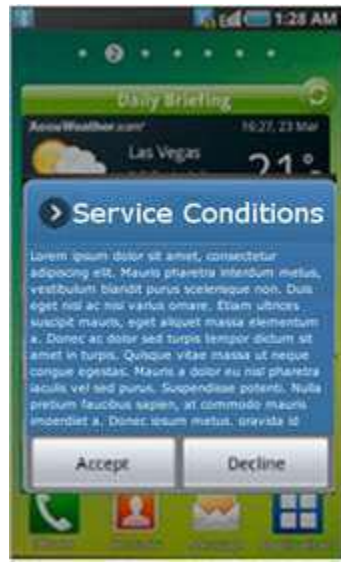 1:28 AM
Daily Briefing
AccuWeather.com
16:27, 23 Mar
Las Vegas
21°
Service Conditions
Lorem ipsum dolor sit amet, consectetur
adipiscing elit. Mauris pharetra interdum metus,
vestibulum blandit purus scelerisque non. Duis
eget nisl ac nisi varius ornare. Etiam ultrices
suscipit mauris, eget aliquet massa elementum
a. Donec ac dolor sed turpis tempor dictum sit
amet in turpis. Quisque vitae massa ut neque
congue egestas. Mauris a dolor eu nisl pharetra
iaculis vel sed purus. Suspendisse potenti. Nulla
pretium faucibus sapien, at commodo mauris
imperdiet a. Donec ipsum metus, gravida id
Accept
Decline